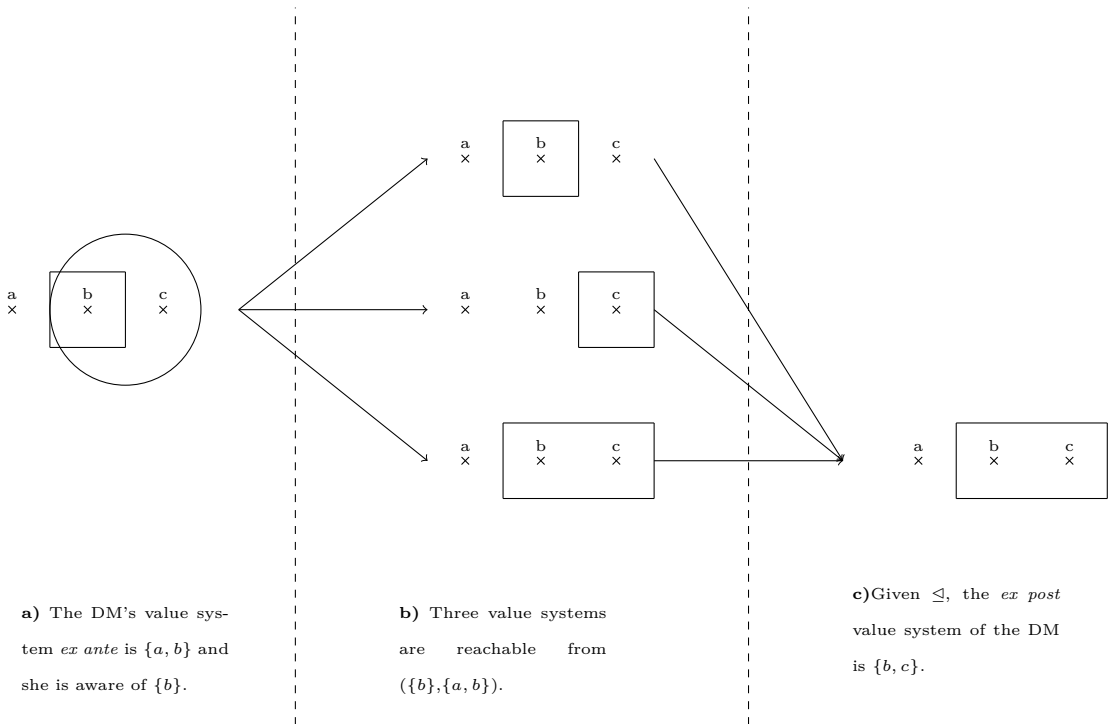 a b c
a b c
a b c
a b c
a b c
a) The DM's value sys-
tem ex ante is {a, b} and
she is aware of {b}.
b) Three value systems
are reachable from
({b},{a, b}).
c)Given ⊴, the ex post
value system of the DM
is {b, c}.